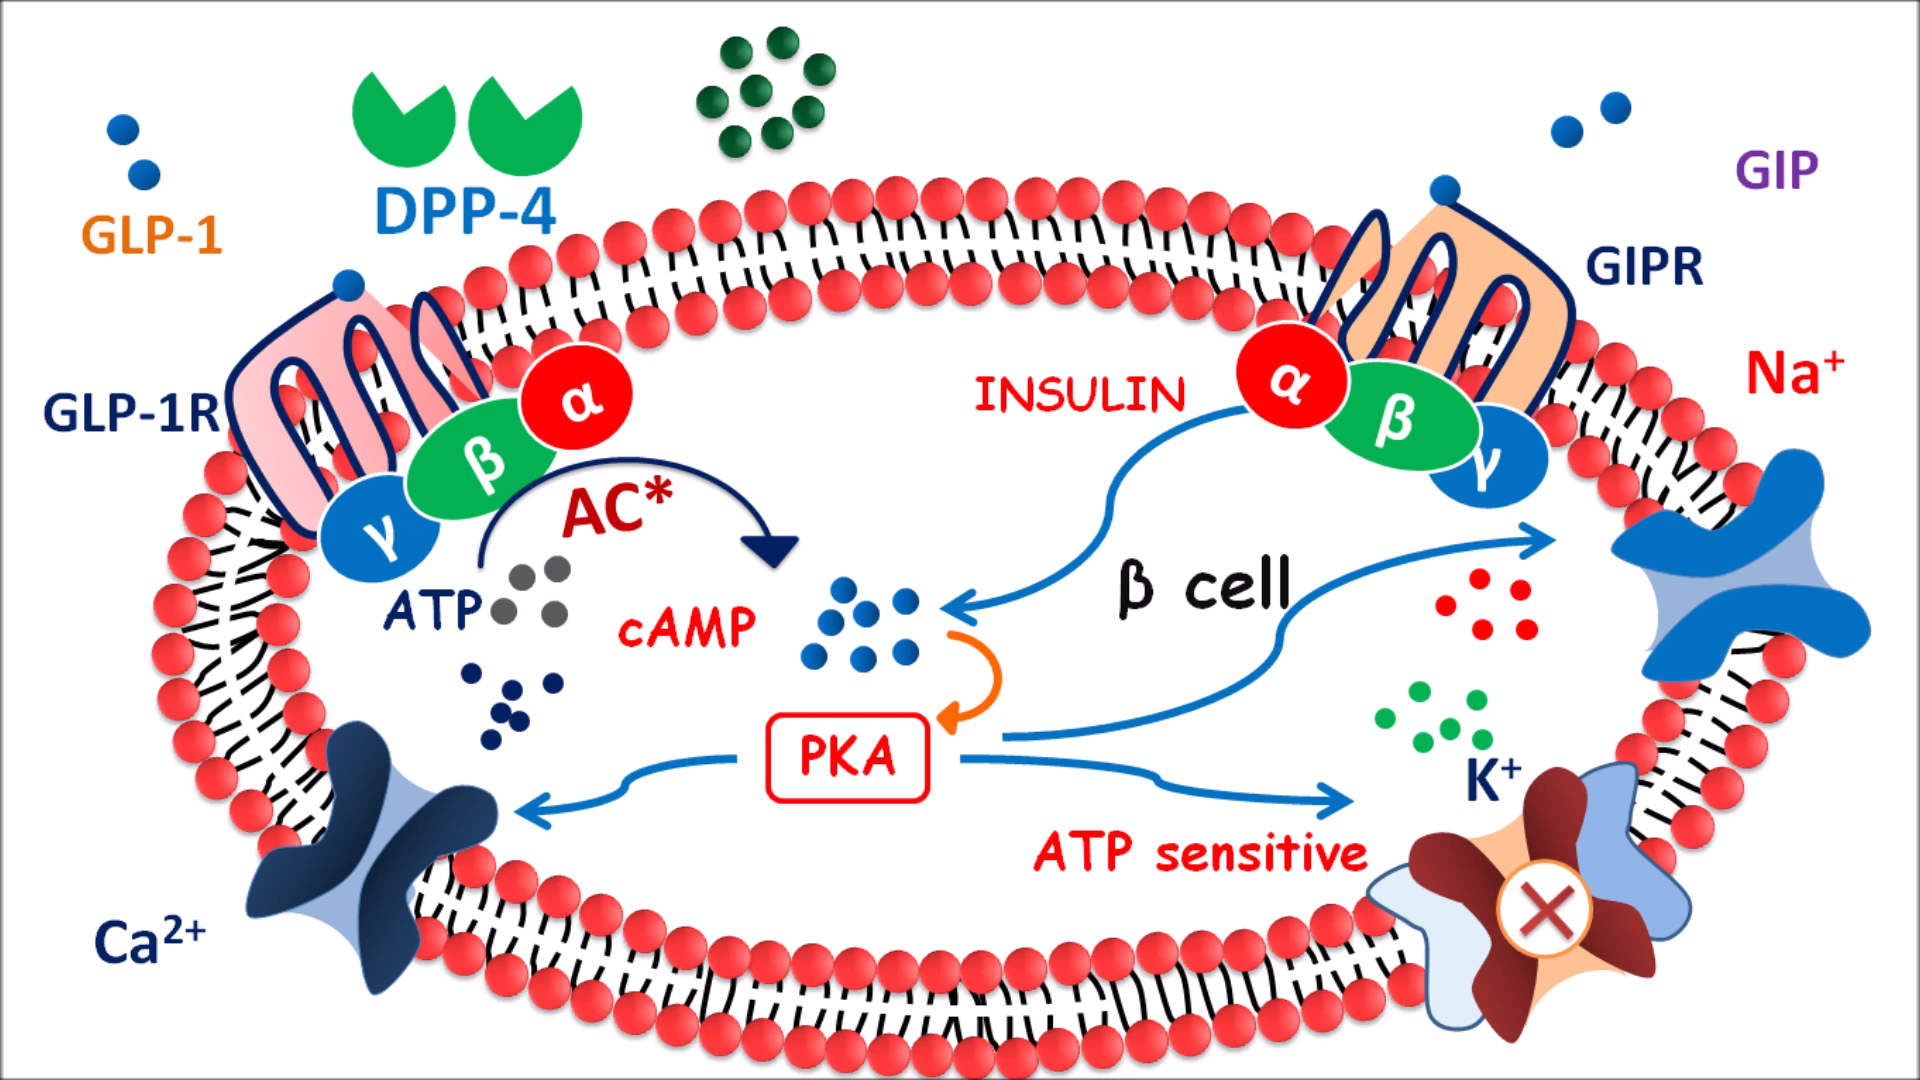 GIP
DPP-4
GLP-1
GIPR
Na⁺
GLP-1R
INSULIN
α
α
β
β
γ
AC*
γ
β cell
ATP
cAMP
PKA
K⁺
ATP sensitive
Ca²⁺